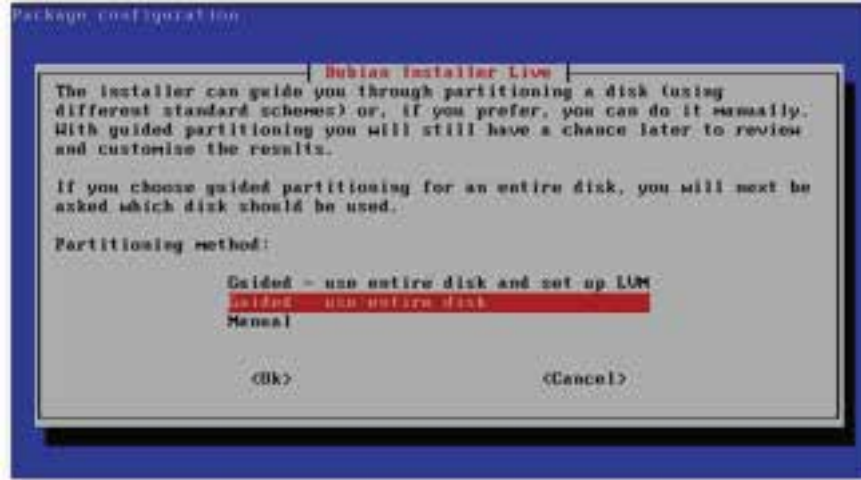 Package configuration
Debian Installer Live
The installer can guide you through partitioning a disk (using
different standard schemes) or, if you prefer, you can do it manually.
With guided partitioning you will still have a chance later to review
and customise the results.
If you choose guided partitioning for an entire disk, you will next be
asked which disk should be used.
Partitioning method:
Guided - use entire disk and set up LVM
Guided - use entire disk
Manual
<Ok> <Cancel>